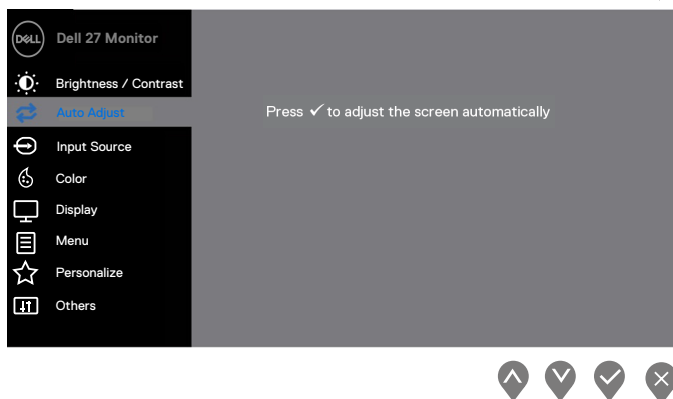 DELL
Dell 27 Monitor
Brightness / Contrast
Auto Adjust
Press ✓ to adjust the screen automatically
Input Source
Color
Display
Menu
Personalize
Others